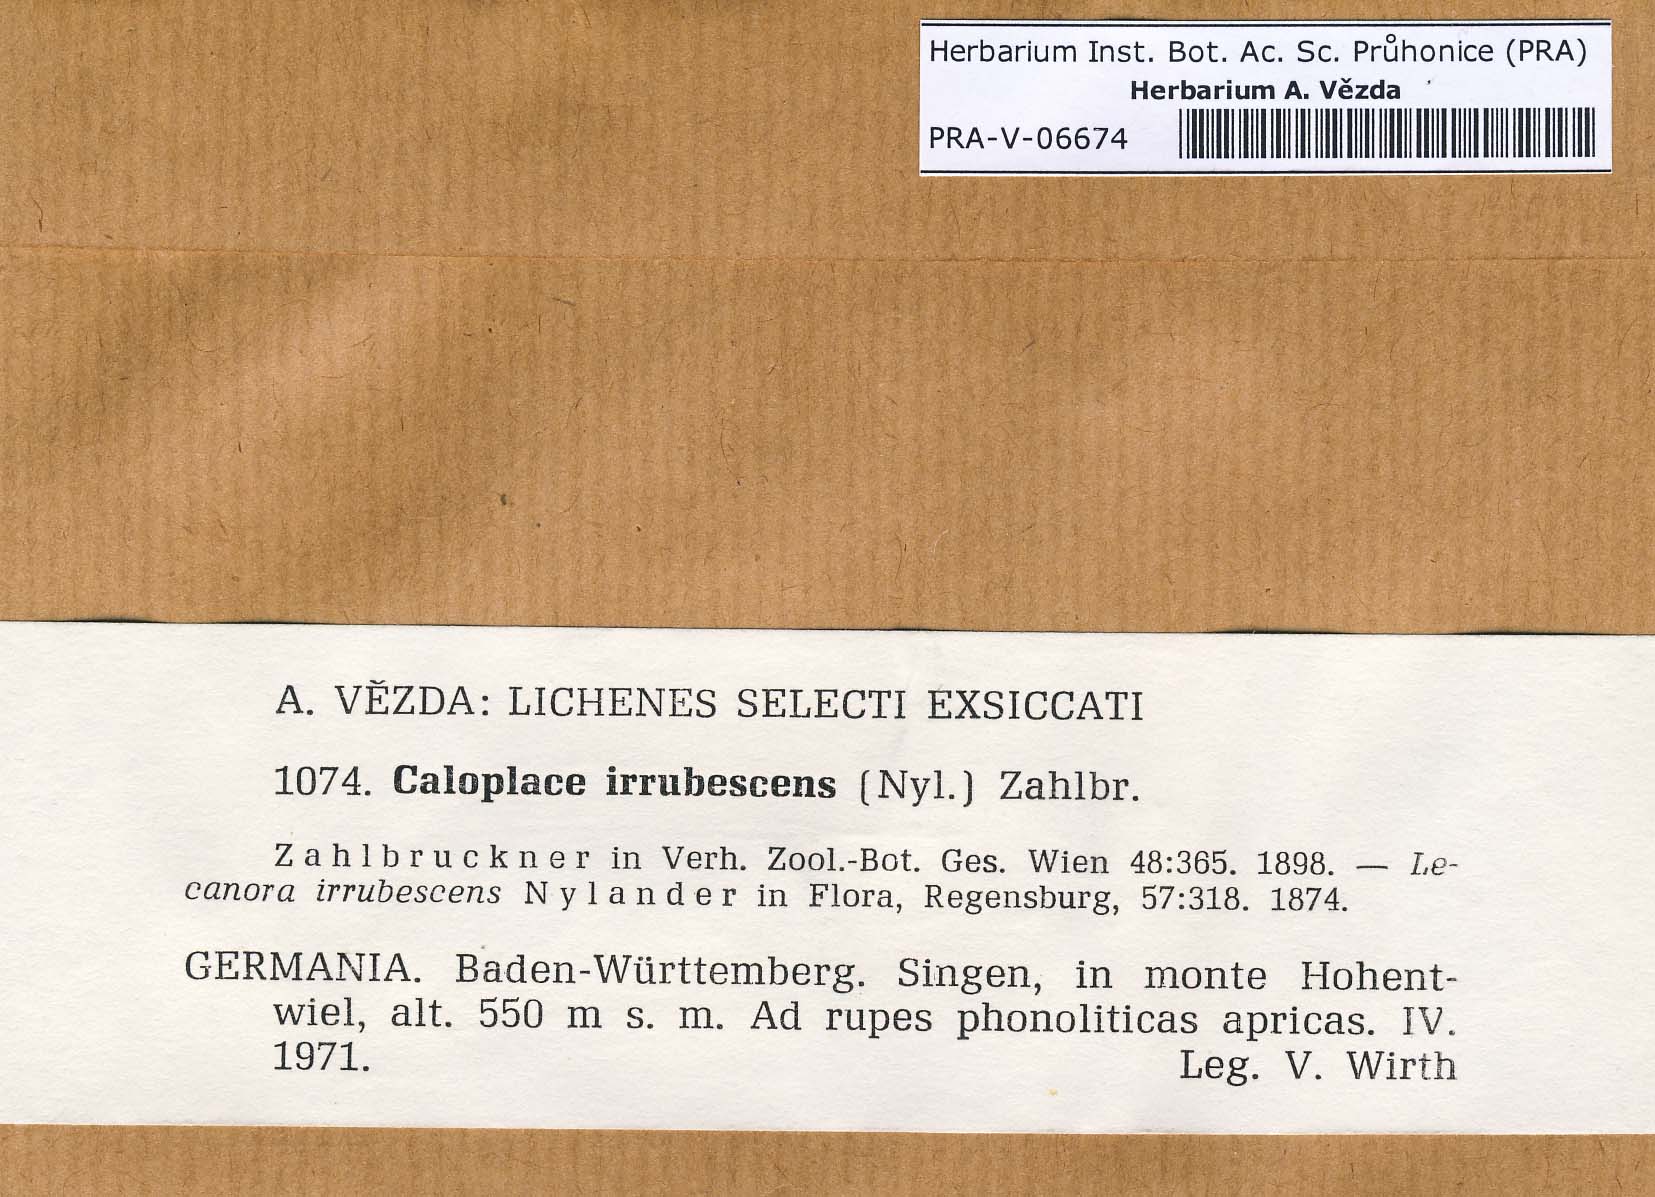 Herbarium Inst. Bot. Ac. Sc. Průhonice (PRA)
Herbarium A. Vězda
PRA-V-06674
A. VĚZDA: LICHENES SELECTI EXSICCATI
1074. Caloplace irrubescens (Nyl.) Zahlbr.
Zahlbruckner in Verh. Zool.-Bot. Ges. Wien 48:365. 1898. — Le-
canora irrubescens Nylander in Flora, Regensburg, 57:318. 1874.
GERMANIA. Baden-Württemberg. Singen, in monte Hohent-
wiel, alt. 550 m s. m. Ad rupes phonoliticas apricas. IV.
1971. Leg. V. Wirth